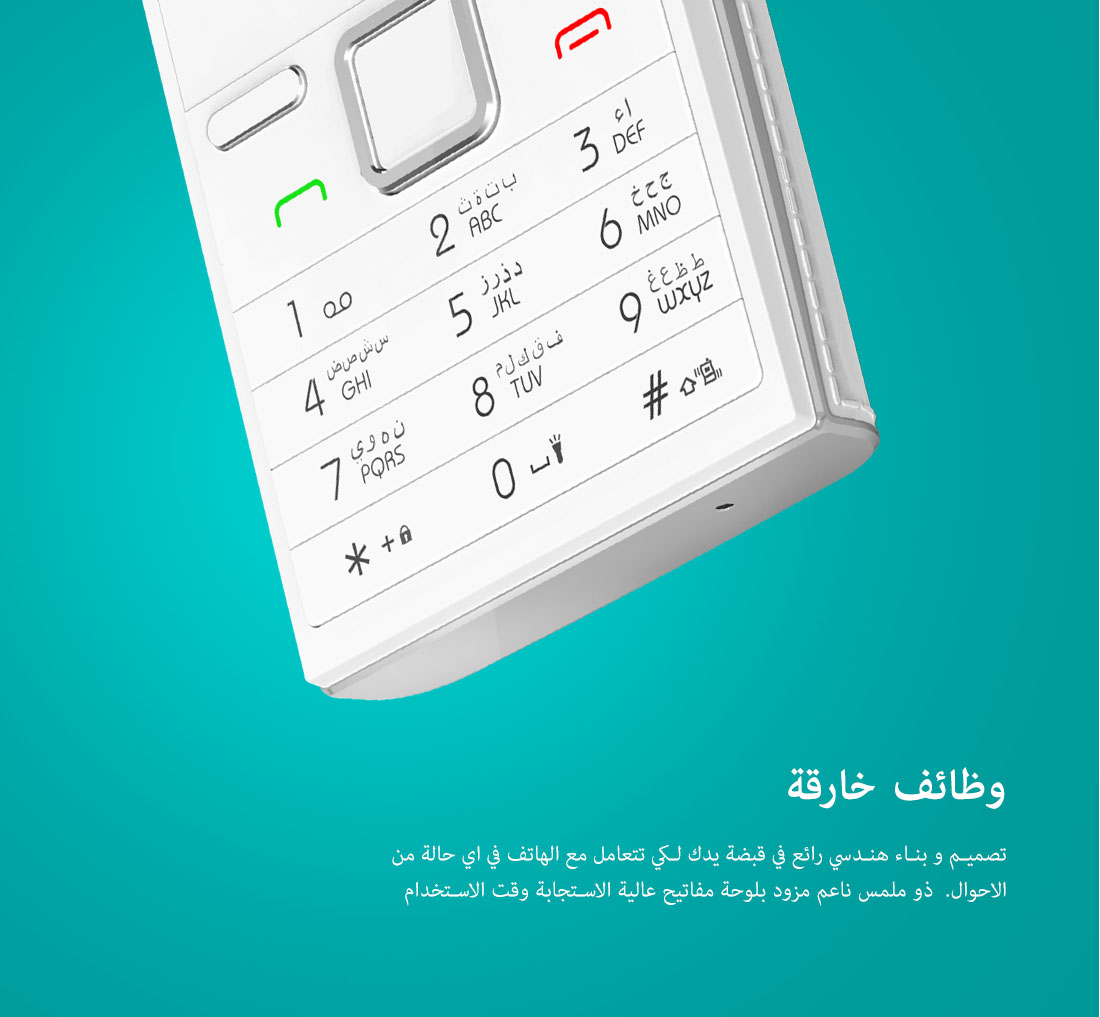 1
2 ب ت ة ث
ABC
3 ا ء
DEF
4 س ش ص ض
GHI
5 د ذ ر ز
JKL
6 ج ح خ
MNO
7 ن ه و ي
PQRS
8 ف ق ك ل م
TUV
9 ط ظ ع غ
WXYZ
* +
0
#
وظائف خارقة
تصميم و بناء هندسي رائع في قبضة يدك لكي تتعامل مع الهاتف في اي حالة من
الاحوال. ذو ملمس ناعم مزود بلوحة مفاتيح عالية الاستجابة وقت الاستخدام